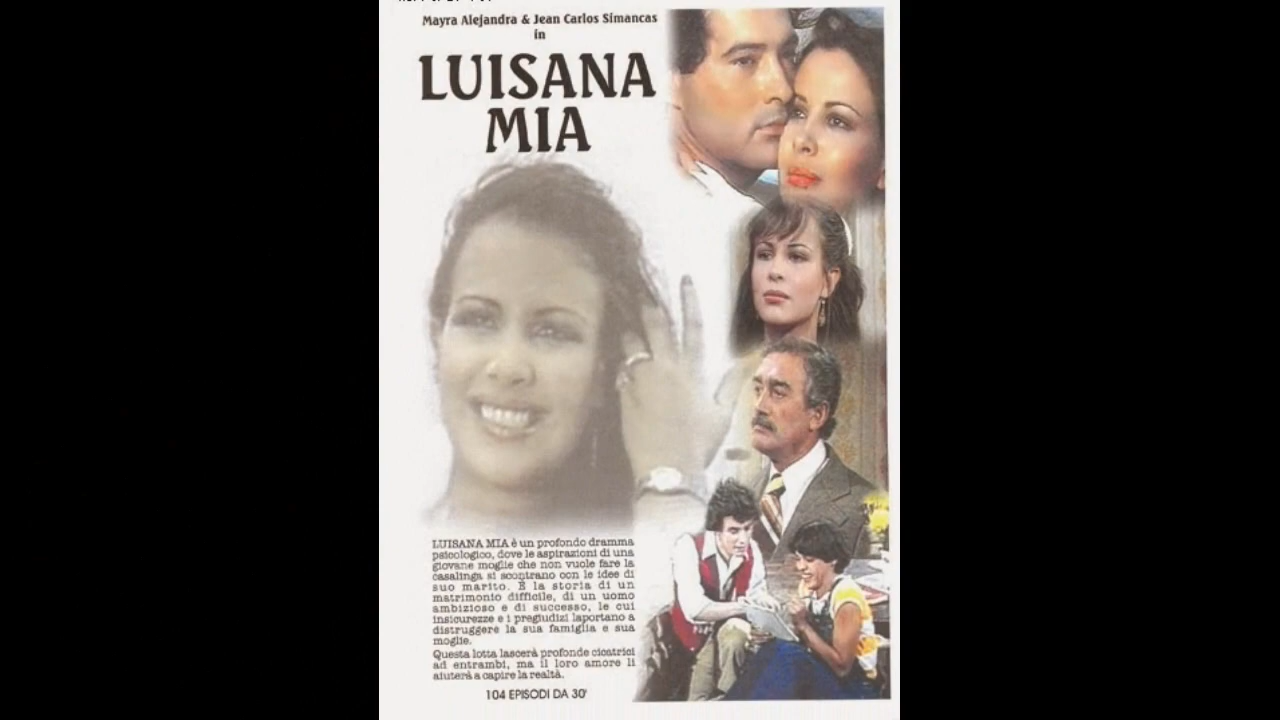 Mayra Alejandra & Jean Carlos Simancas
in
LUISANA
MIA
LUISANA MIA è un profondo dramma
psicologico, dove le aspirazioni di una
giovane moglie che non vuole fare la
casalinga si scontrano con le idee di
suo marito. È la storia di un
matrimonio difficile, di un uomo
ambizioso e di successo, le cui
insicurezze e i pregiudizi laportano a
distruggere la sua famiglia e sua
moglie.
Questa lotta lascerà profonde cicatrici
ad entrambi, ma il loro amore li
aiuterà a capire la realtà.
104 EPISODI DA 30'